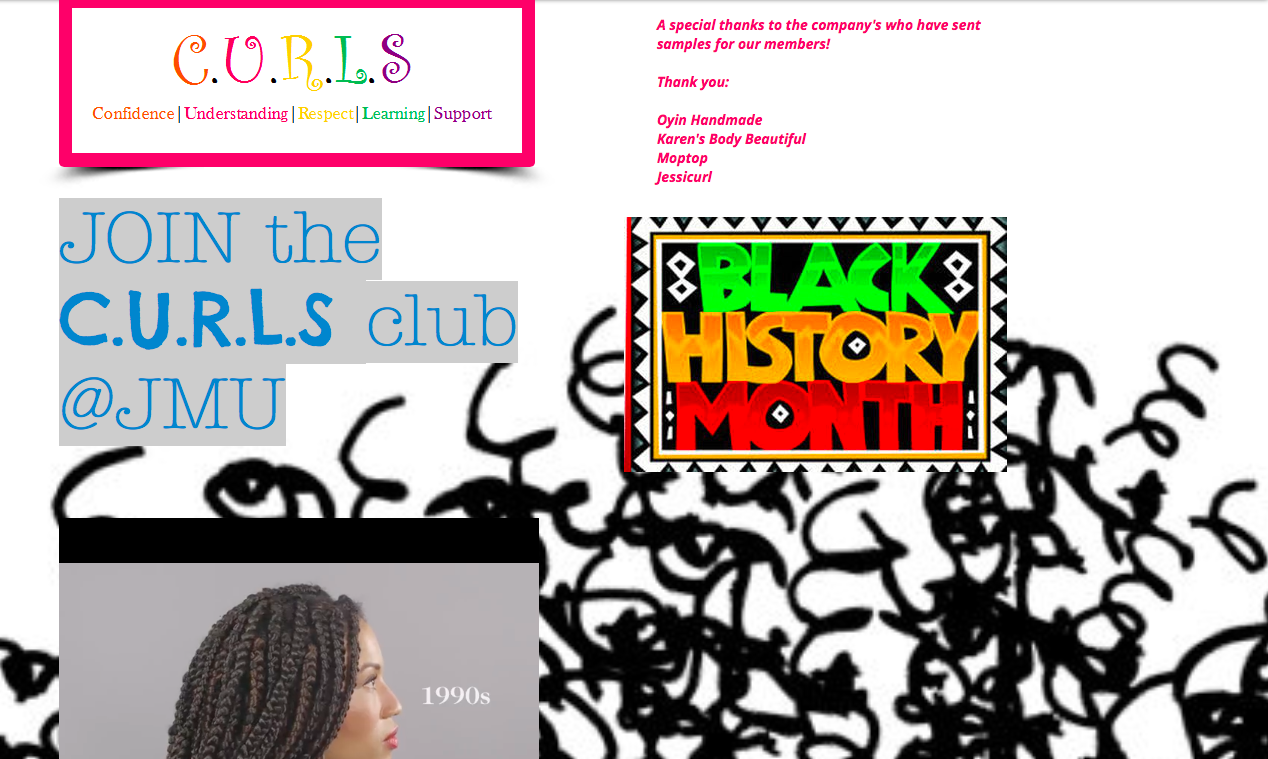 C.U.R.L.S
Confidence|Understanding|Respect|Learning|Support
JOIN the
C.U.R.L.S club
@JMU
1990s
A special thanks to the company's who have sent
samples for our members!
Thank you:
Oyin Handmade
Karen's Body Beautiful
Moptop
Jessicurl
BLACK
HISTORY
MONTH